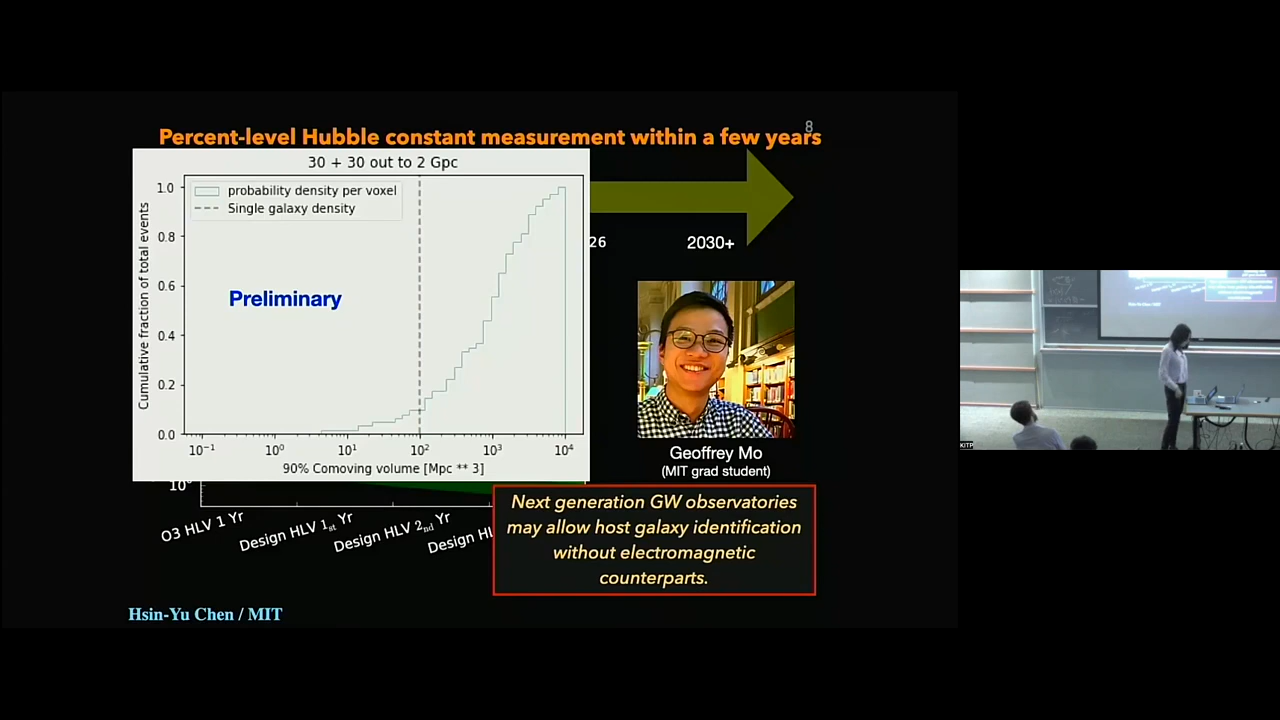 8
Percent-level Hubble constant measurement within a few years
30 + 30 out to 2 Gpc
probability density per voxel
Single galaxy density
Cumulative fraction of total events
1.0
0.8
0.6
0.4
0.2
0.0
Preliminary
10⁻¹
10⁰
10¹
10²
10³
10⁴
90% Comoving volume [Mpc ** 3]
26
2030+
Geoffrey Mo
(MIT grad student)
O3 HLV 1 Yr
Design HLV 1st Yr
Design HLV 2nd Yr
Design HL
Next generation GW observatories
may allow host galaxy identification
without electromagnetic
counterparts.
Hsin-Yu Chen / MIT
KITP